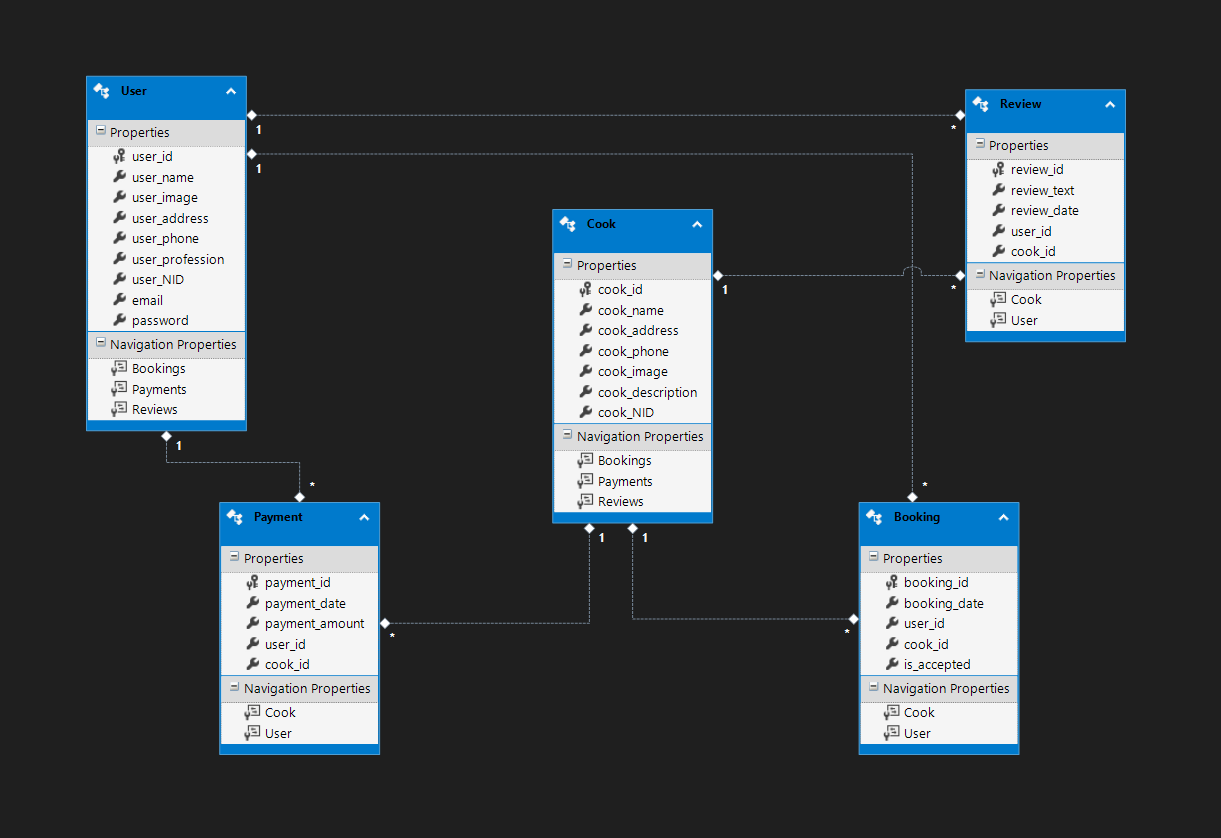 User
Properties
user_id
user_name
user_image
user_address
user_phone
user_profession
user_NID
email
password
Navigation Properties
Bookings
Payments
Reviews
1
1
1
*
Review
Properties
review_id
review_text
review_date
user_id
cook_id
Navigation Properties
Cook
User
*
*
Cook
Properties
cook_id
cook_name
cook_address
cook_phone
cook_image
cook_description
cook_NID
Navigation Properties
Bookings
Payments
Reviews
1
1
1
Payment
Properties
payment_id
payment_date
payment_amount
user_id
cook_id
Navigation Properties
Cook
User
*
Booking
Properties
booking_id
booking_date
user_id
cook_id
is_accepted
Navigation Properties
Cook
User
*
*